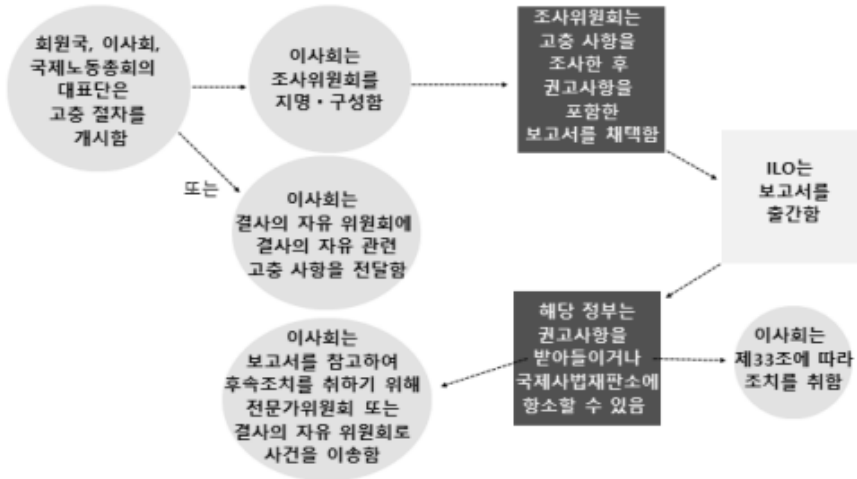 회원국, 이사회,
국제노동총회의
대표단은
고충 절차를
개시함
이사회는
조사위원회를
지명·구성함
조사위원회는
고충 사항을
조사한 후
권고사항을
포함한
보고서를 채택함
또는
이사회는
결사의 자유 위원회에
결사의 자유 관련
고충 사항을 전달함
ILO는
보고서를
출간함
해당 정부는
권고사항을
받아들이거나
국제사법재판소에
항소할 수 있음
이사회는
보고서를 참고하여
후속조치를 취하기 위해
전문가위원회 또는
결사의 자유 위원회로
사건을 이송함
이사회는
제33조에 따라
조치를 취함